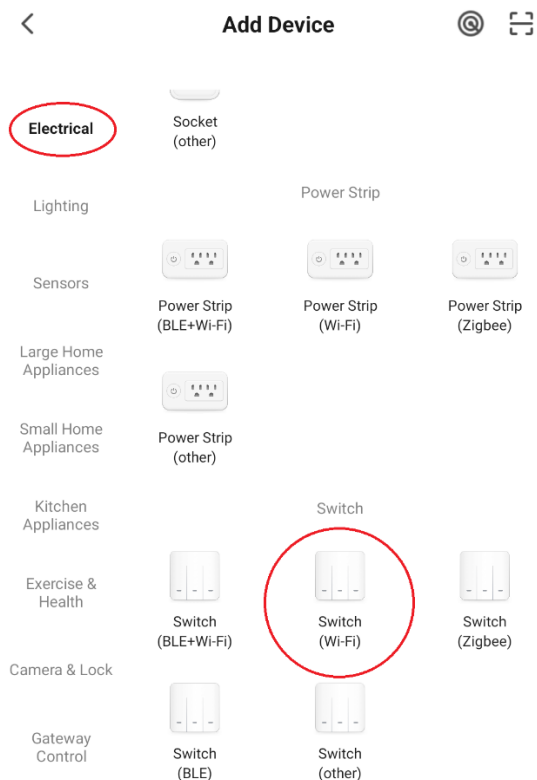 Add Device
Electrical
Lighting
Sensors
Large Home
Appliances
Small Home
Appliances
Kitchen
Appliances
Exercise &
Health
Camera & Lock
Gateway
Control
Socket
(other)
Power Strip
Power Strip
(BLE+Wi-Fi)
Power Strip
(Wi-Fi)
Power Strip
(Zigbee)
Power Strip
(other)
Switch
Switch
(BLE+Wi-Fi)
Switch
(Wi-Fi)
Switch
(Zigbee)
Switch
(BLE)
Switch
(other)